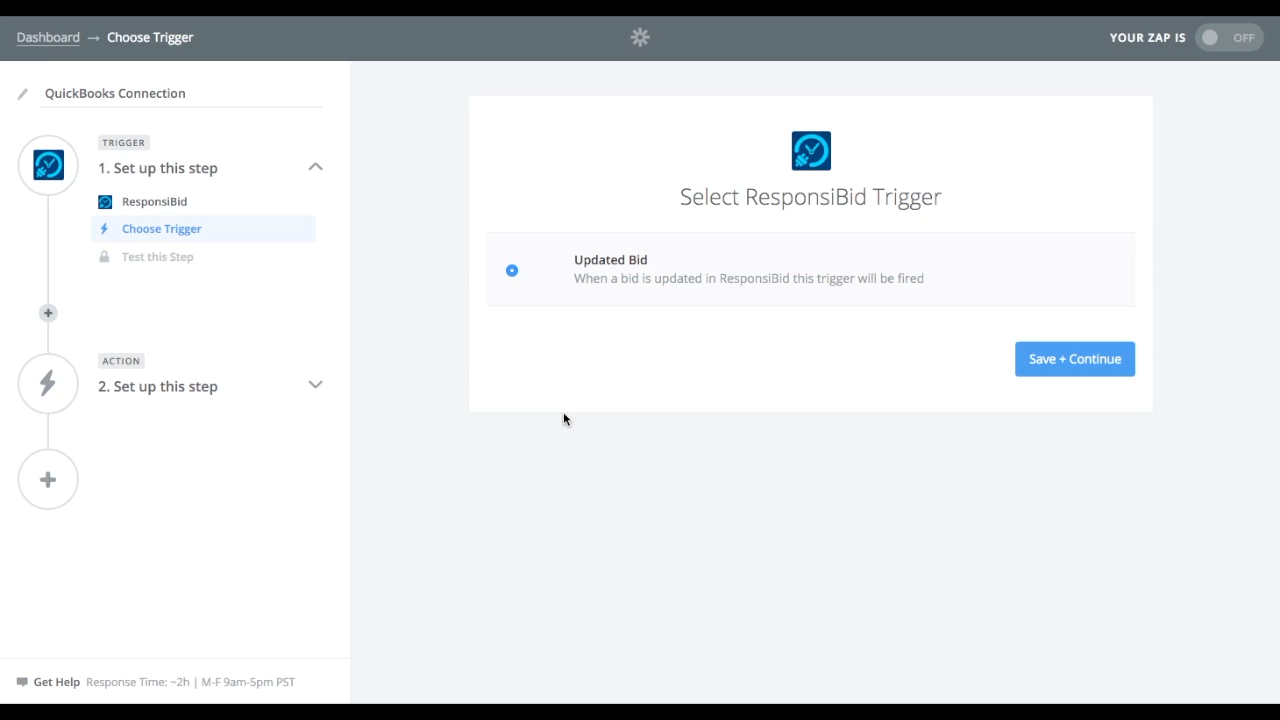 Dashboard → Choose Trigger
YOUR ZAP IS OFF
QuickBooks Connection
TRIGGER
1. Set up this step
ResponsiBid
Choose Trigger
Test this Step
ACTION
2. Set up this step
Get Help Response Time: ~2h | M-F 9am-5pm PST
Select ResponsiBid Trigger
Updated Bid
When a bid is updated in ResponsiBid this trigger will be fired
Save + Continue